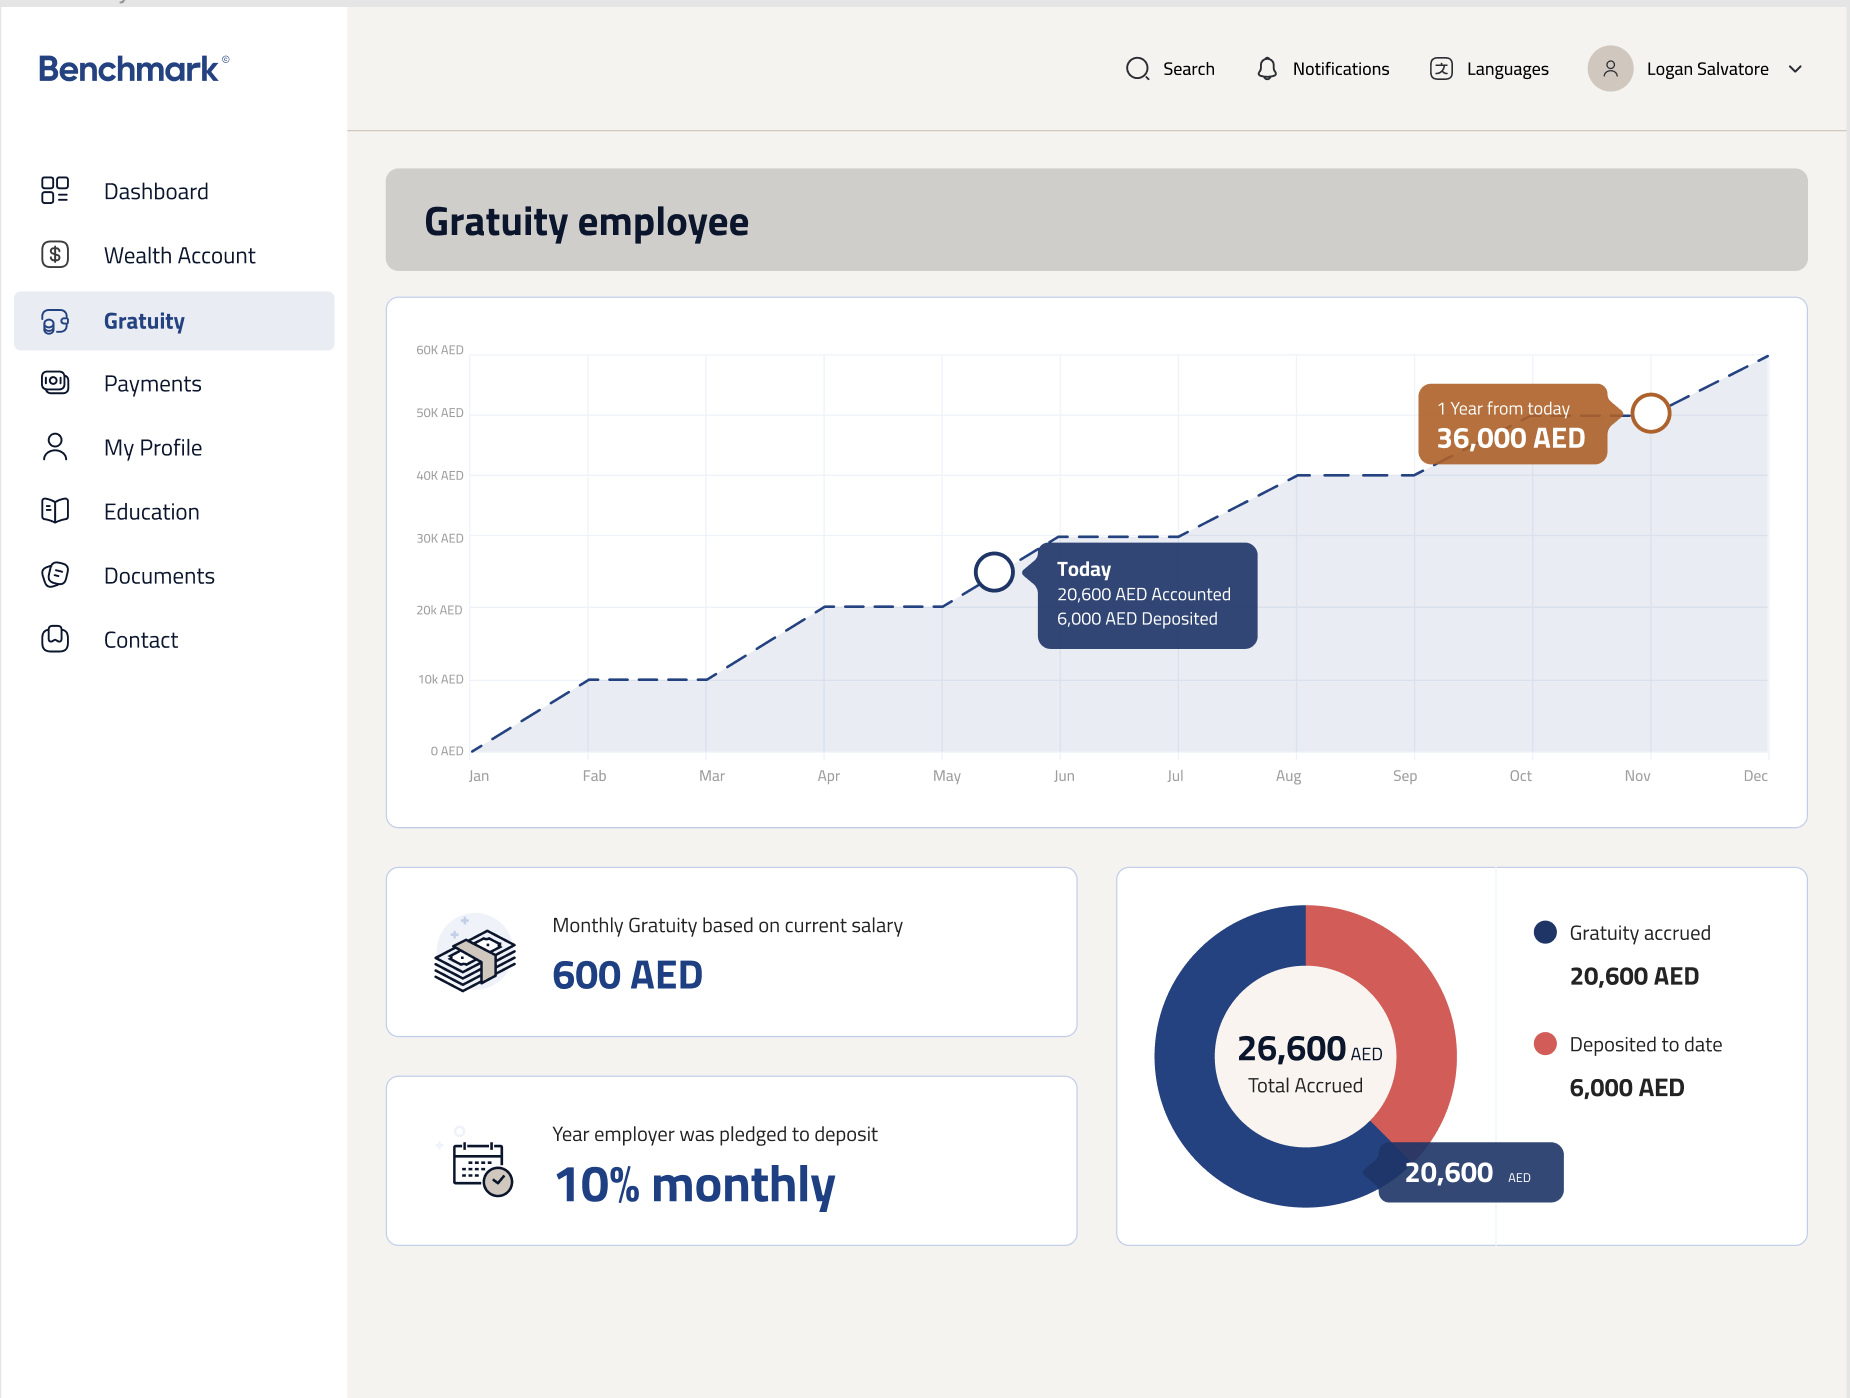 Benchmark©
Search
Notifications
Languages
Logan Salvatore
Dashboard
Wealth Account
Gratuity
Payments
My Profile
Education
Documents
Contact
Gratuity employee
60K AED
50K AED
40K AED
30K AED
20k AED
10k AED
0 AED
Jan
Fab
Mar
Apr
May
Jun
Jul
Aug
Sep
Oct
Nov
Dec
1 Year from today
36,000 AED
Today
20,600 AED Accounted
6,000 AED Deposited
Monthly Gratuity based on current salary
600 AED
Year employer was pledged to deposit
10% monthly
26,600 AED
Total Accrued
20,600 AED
Gratuity accrued
20,600 AED
Deposited to date
6,000 AED